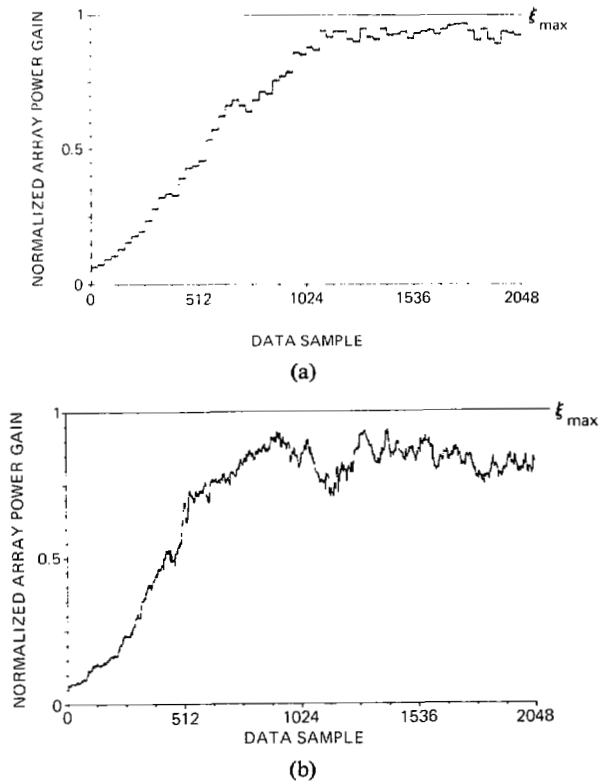 NORMALIZED ARRAY POWER GAIN
1
0.5
0
ξmax
0 512 1024 1536 2048
DATA SAMPLE
(a)
NORMALIZED ARRAY POWER GAIN
1
0.5
0
ξmax
0 512 1024 1536 2048
DATA SAMPLE
(b)